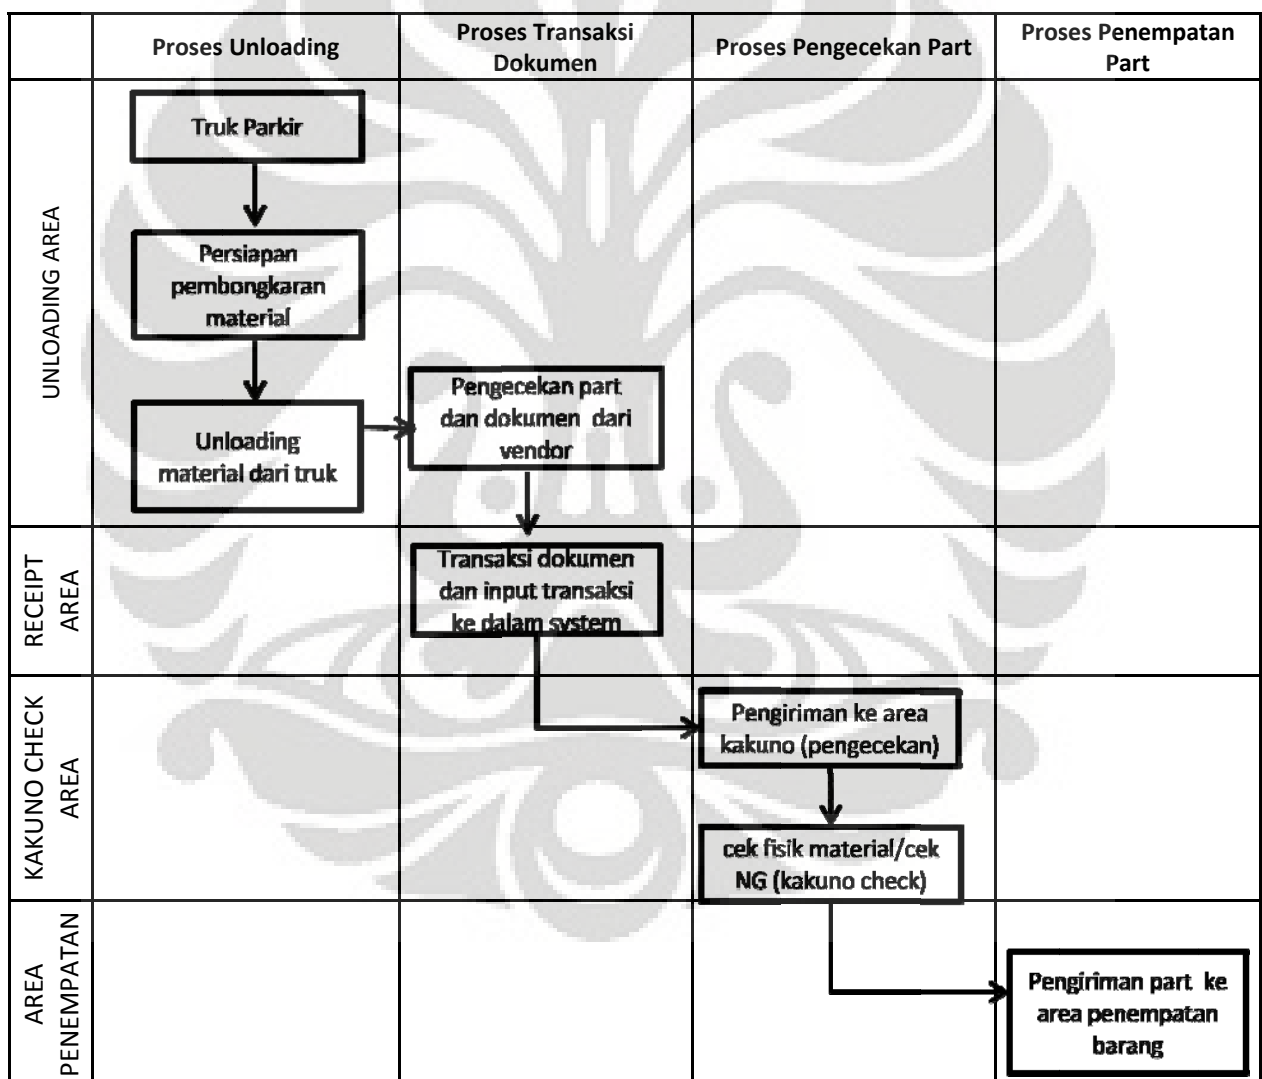 Proses Unloading
Proses Transaksi
Dokumen
Proses Pengecekan Part
Proses Penempatan
Part
UNLOADING AREA
Truk Parkir
Persiapan
pembongkaran
material
Unloading
material dari truk
Pengecekan part
dan dokumen dari
vendor
RECEIPT
AREA
Transaksi dokumen
dan input transaksi
ke dalam system
KAKUNO CHECK
AREA
Pengiriman ke area
kakuno (pengecekan)
cek fisik material/cek
NG (kakuno check)
AREA
PENEMPATAN
Pengiriman part ke
area penempatan
barang